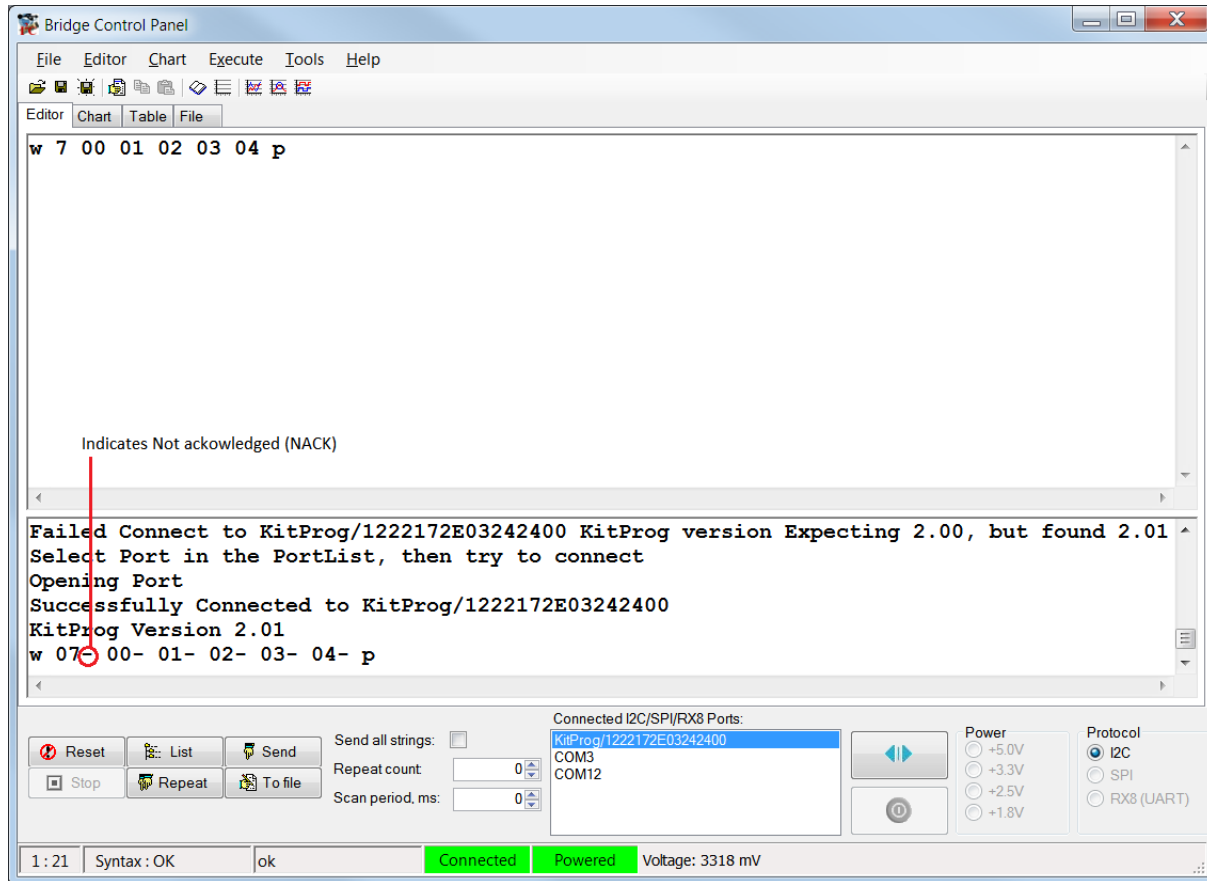 Bridge Control Panel
File Editor Chart Execute Tools Help
Editor Chart Table File
w 7 00 01 02 03 04 p
Indicates Not ackowledged (NACK)
Failed Connect to KitProg/1222172E03242400 KitProg version Expecting 2.00, but found 2.01
Select Port in the PortList, then try to connect
Opening Port
Successfully Connected to KitProg/1222172E03242400
KitProg Version 2.01
w 07- 00- 01- 02- 03- 04- p
Connected I2C/SPI/RX8 Ports:
Reset List Send
Stop Repeat To file
Send all strings:
Repeat count: 0
Scan period, ms: 0
KitProg/1222172E03242400
COM3
COM12
Power
+5.0V
+3.3V
+2.5V
+1.8V
Protocol
I2C
SPI
RX8 (UART)
1 : 21 Syntax : OK ok Connected Powered Voltage: 3318 mV